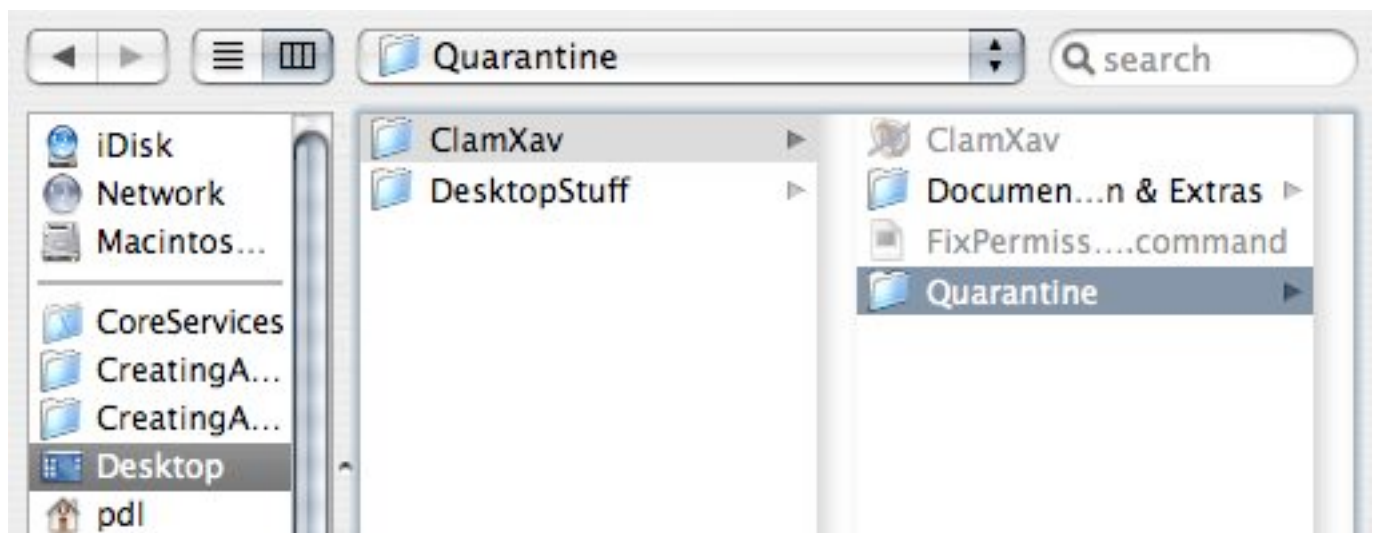 Quarantine
search
iDisk
Network
Macintos...
CoreServices
CreatingA...
CreatingA...
Desktop
pdl
ClamXav
DesktopStuff
ClamXav
Documen...n & Extras
FixPermiss....command
Quarantine